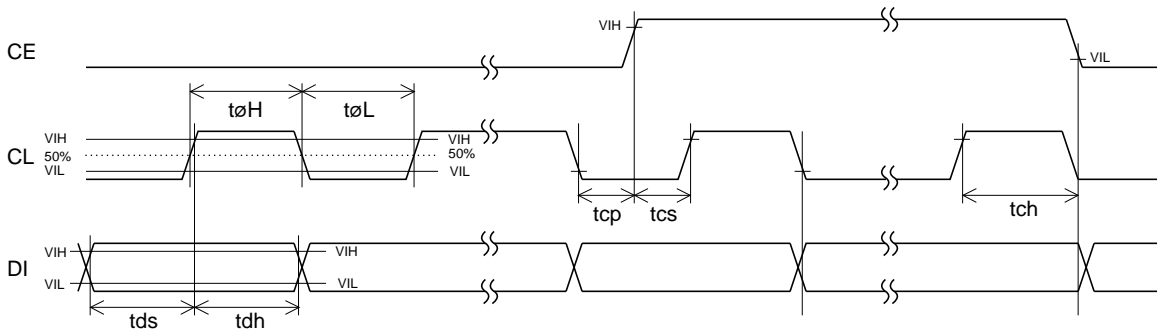 VIH
CE
VIL
tøH
tøL
VIH
VIH
CL
50%
50%
VIL
VIL
tcp
tcs
tch
VIH
VIH
DI
VIL
VIL
tds
tdh